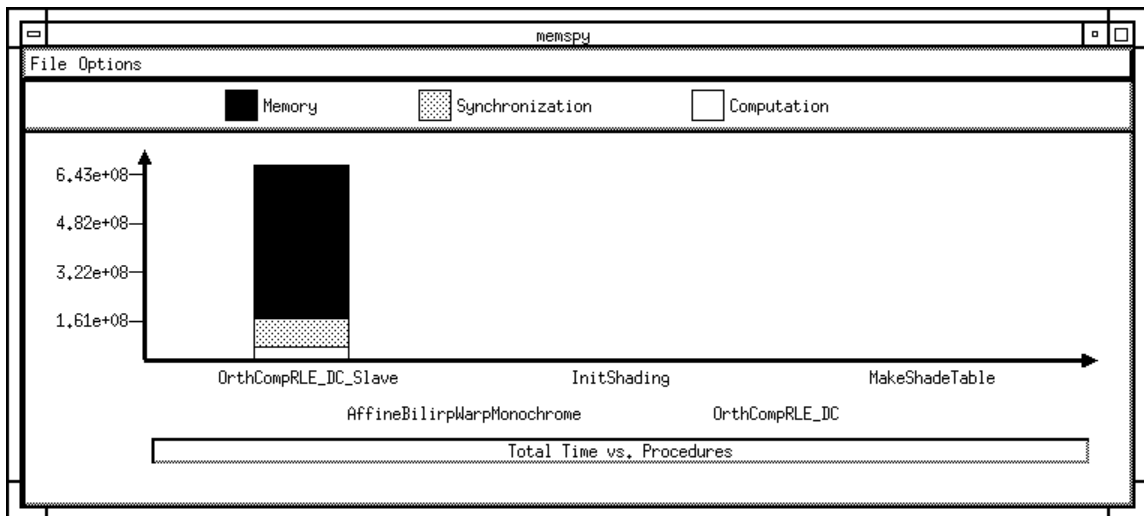 memspy
File Options
Memory Synchronization Computation
6.43e+08
4.82e+08
3.22e+08
1.61e+08
OrthCompRLE_DC_Slave InitShading MakeShadeTable
AffineBilirpWarpMonochrome OrthCompRLE_DC
Total Time vs. Procedures